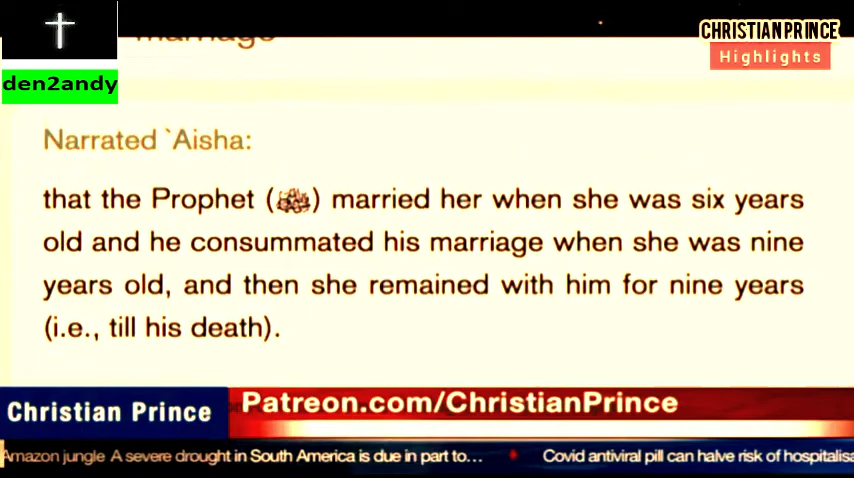 marriage
CHRISTIAN PRINCE
Highlights
den2andy
Narrated `Aisha:
that the Prophet (ﷺ) married her when she was six years
old and he consummated his marriage when she was nine
years old, and then she remained with him for nine years
(i.e., till his death).
Christian Prince
Patreon.com/ChristianPrince
Amazon jungle A severe drought in South America is due in part to... Covid antiviral pill can halve risk of hospitalisa